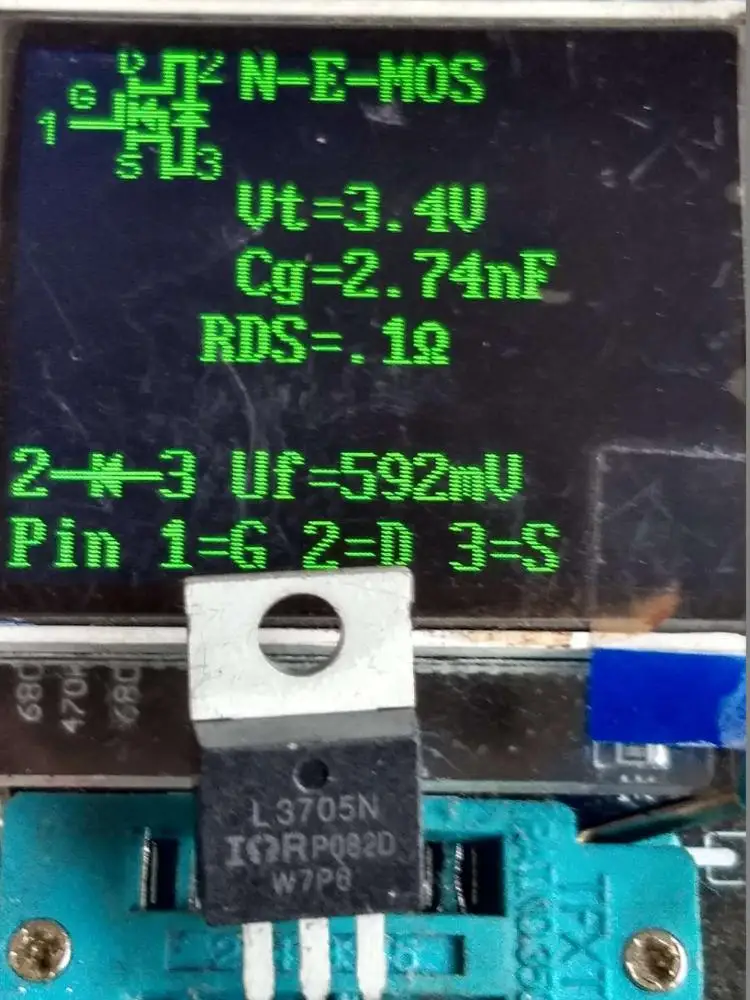 D 2 N-E-MOS
G
1
S 3
Vt=3.4V
Cg=2.74nF
RDS=.1Ω
2 3 Uf=592mV
Pin 1=G 2=D 3=S
680 470 680
L3705N
IOR P082D
W7P8